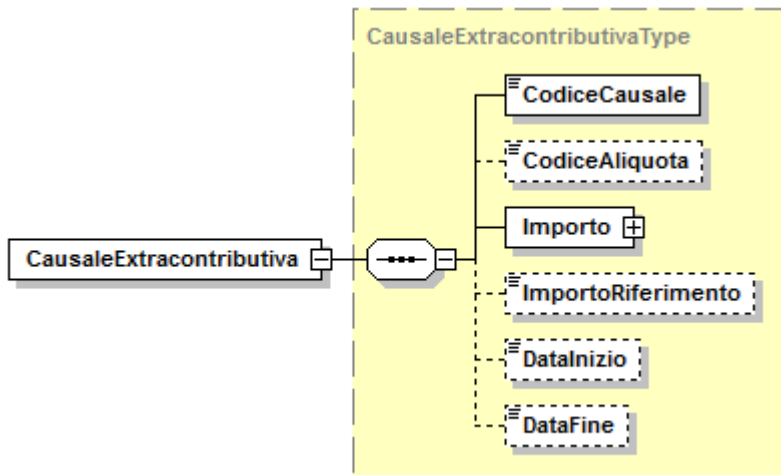 CausaleExtracontributivaType
CodiceCausale
CodiceAliquota
CausaleExtracontributiva
Importo
ImportoRiferimento
DataInizio
DataFine